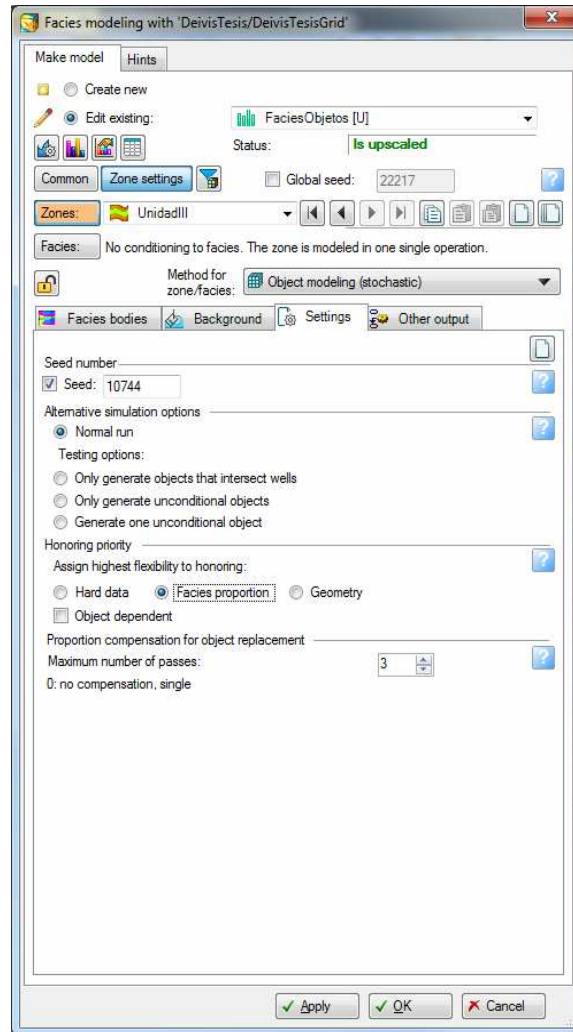 Facies modeling with 'DeivisTesis/DeivisTesisGrid'
Make model Hints
Create new
Edit existing: FaciesObjetos [U]
Status: Is upscaled
Common Zone settings Global seed: 22217
Zones: UnidadIII
Facies: No conditioning to facies. The zone is modeled in one single operation.
Method for
zone/facies: Object modeling (stochastic)
Facies bodies Background Settings Other output
Seed number
Seed: 10744
Alternative simulation options
Normal run
Testing options:
Only generate objects that intersect wells
Only generate unconditional objects
Generate one unconditional object
Honoring priority
Assign highest flexibility to honoring:
Hard data Facies proportion Geometry
Object dependent
Proportion compensation for object replacement
Maximum number of passes: 3
0: no compensation, single
Apply OK Cancel